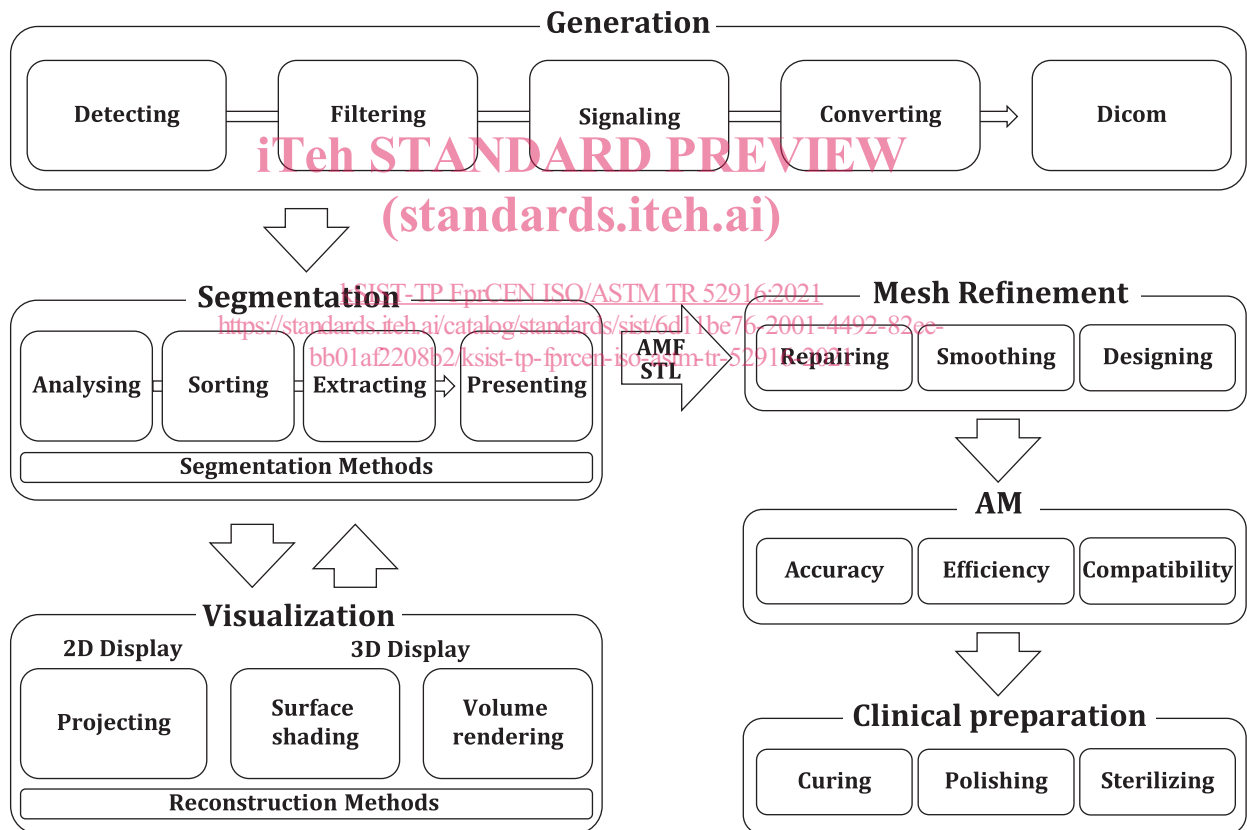 Generation
Detecting
Filtering
Signaling
Converting
Dicom
iTeh STANDARD PREVIEW
(standards.iteh.ai)
Segmentation
kSIST-TP FprCEN ISO/ASTM TR 52916:2021
https://standards.iteh.ai/catalog/standards/sist/6d11be76-2001-4492-82ec-
bb01af2208b2/ksist-tp-fprcen-iso-astm-tr-52916-2021
Analysing
Sorting
Extracting
Presenting
Segmentation Methods
AMF
STL
Mesh Refinement
Repairing
Smoothing
Designing
AM
Accuracy
Efficiency
Compatibility
Visualization
2D Display
3D Display
Projecting
Surface
shading
Volume
rendering
Reconstruction Methods
Clinical preparation
Curing
Polishing
Sterilizing